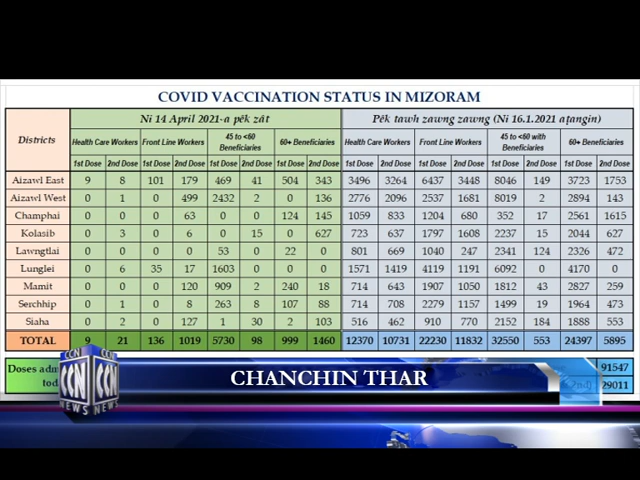 COVID VACCINATION STATUS IN MIZORAM
Districts Ni 14 April 2021-a pêk zât Pêk tawh zawng zawng (Ni 16.1.2021 aṭangin)
Health Care Workers Front Line Workers 45 to <60 Beneficiaries 60+ Beneficiaries Health Care Workers Front Line Workers 45 to <60 with Beneficiaries 60+ Beneficiaries
1st Dose 2nd Dose 1st Dose 2nd Dose 1st Dose 2nd Dose 1st Dose 2nd Dose 1st Dose 2nd Dose 1st Dose 2nd Dose 1st Dose 2nd Dose 1st Dose 2nd Dose
Aizawl East 9 8 101 179 469 41 504 343 3496 3264 6437 3448 8046 149 3723 1753
Aizawl West 0 1 0 499 2432 2 0 136 2776 2096 2537 1681 8019 2 2894 143
Champhai 0 0 0 63 0 0 124 145 1059 833 1204 680 352 17 2561 1615
Kolasib 0 3 0 6 0 15 0 627 723 637 1797 1608 2237 15 2044 627
Lawngtlai 0 0 0 0 53 0 22 0 801 669 1040 247 2341 124 2326 472
Lunglei 0 6 35 17 1603 0 0 0 1571 1419 4119 1191 6092 0 4170 0
Mamit 0 0 0 120 909 2 240 18 714 643 1907 1050 1812 43 2827 259
Serchhip 0 1 0 8 263 8 107 88 714 708 2279 1157 1499 19 1964 473
Siaha 0 2 0 127 1 30 2 103 516 462 910 770 2152 184 1888 553
TOTAL 9 21 136 1019 5730 98 999 1460 12370 10731 22230 11832 32550 553 24397 5895
Doses 91547
29011
CCN CCN
NEWS NEWS
CHANCHIN THAR